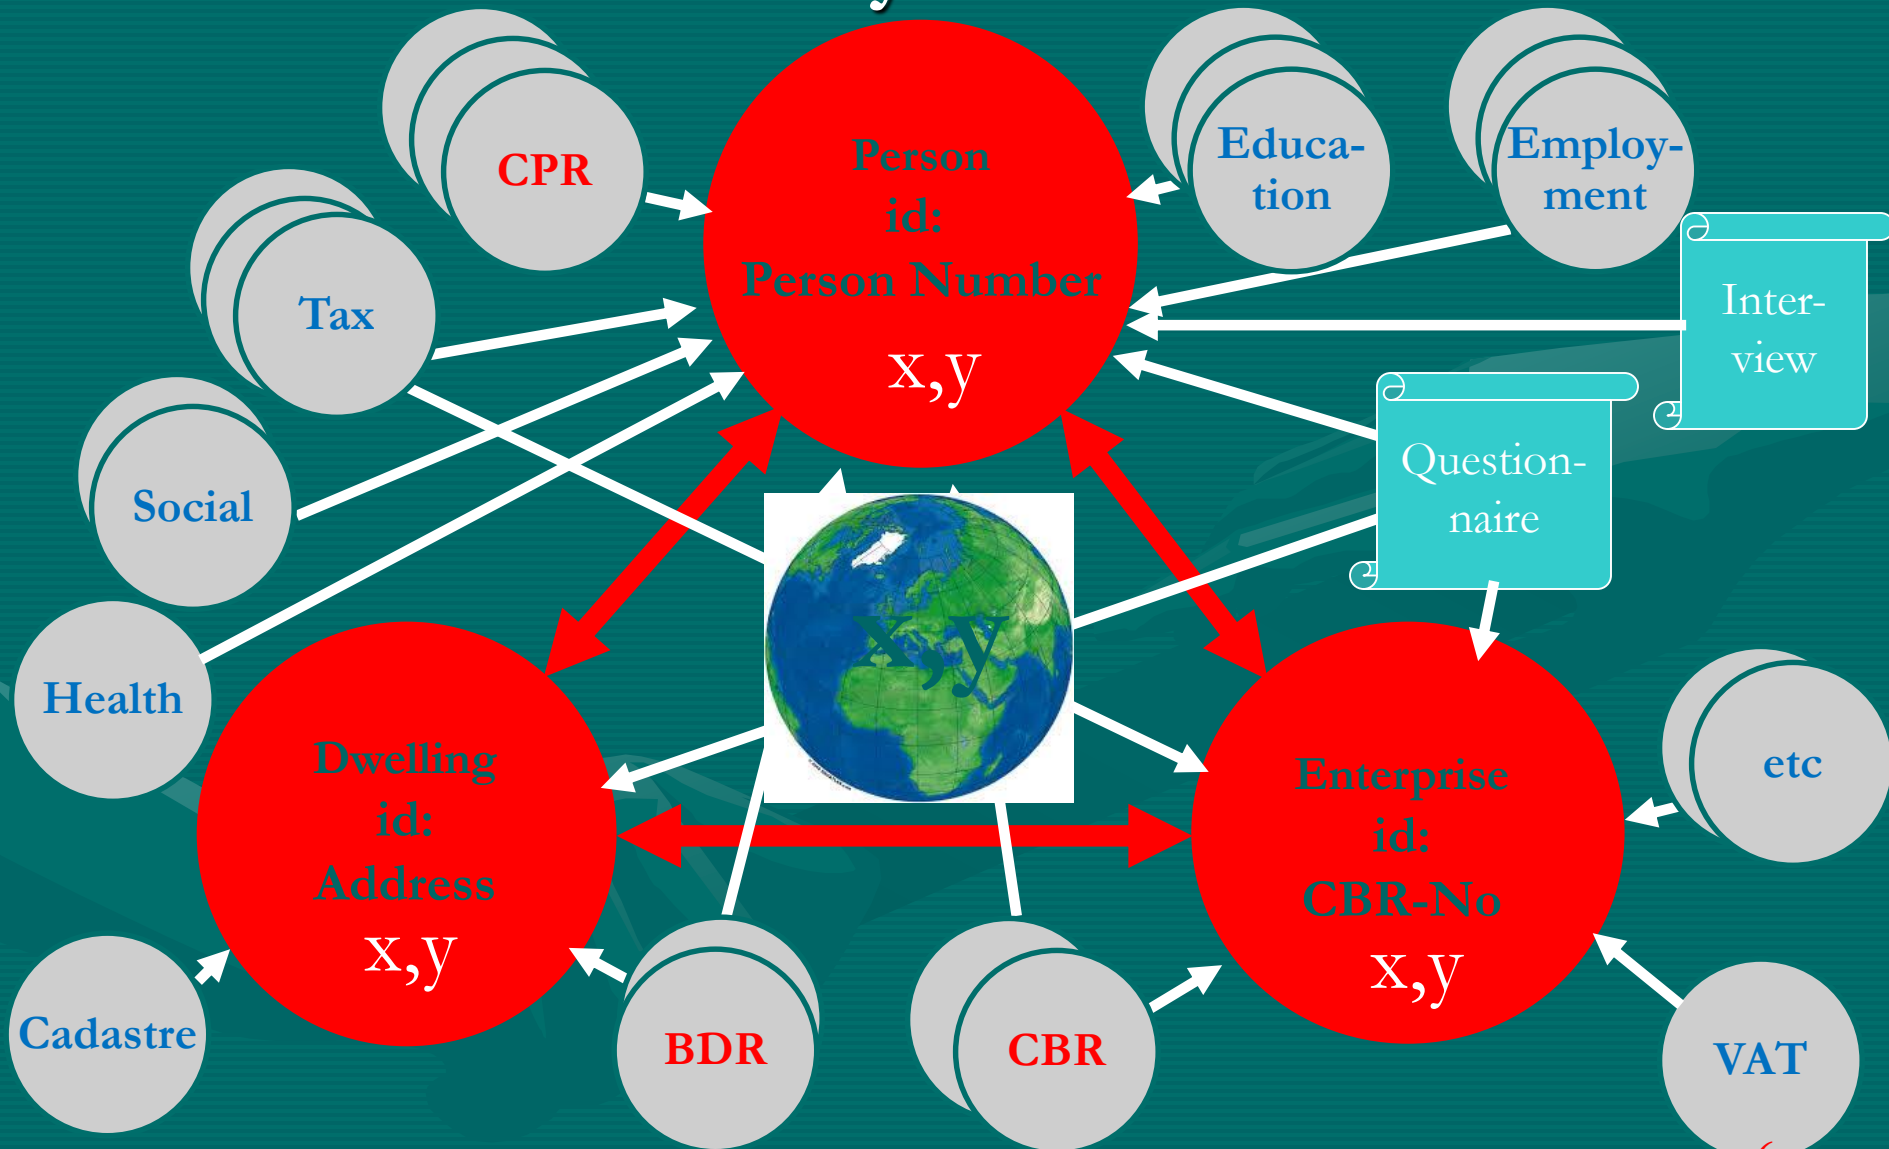 CPR
Person
id:
Person Number
x,y
Educa-
tion
Employ-
ment
Tax
Inter-
view
Question-
naire
Social
x,y
Health
Dwelling
id:
Address
x,y
Enterprise
id:
CBR-No
x,y
etc
Cadastre
BDR
CBR
VAT